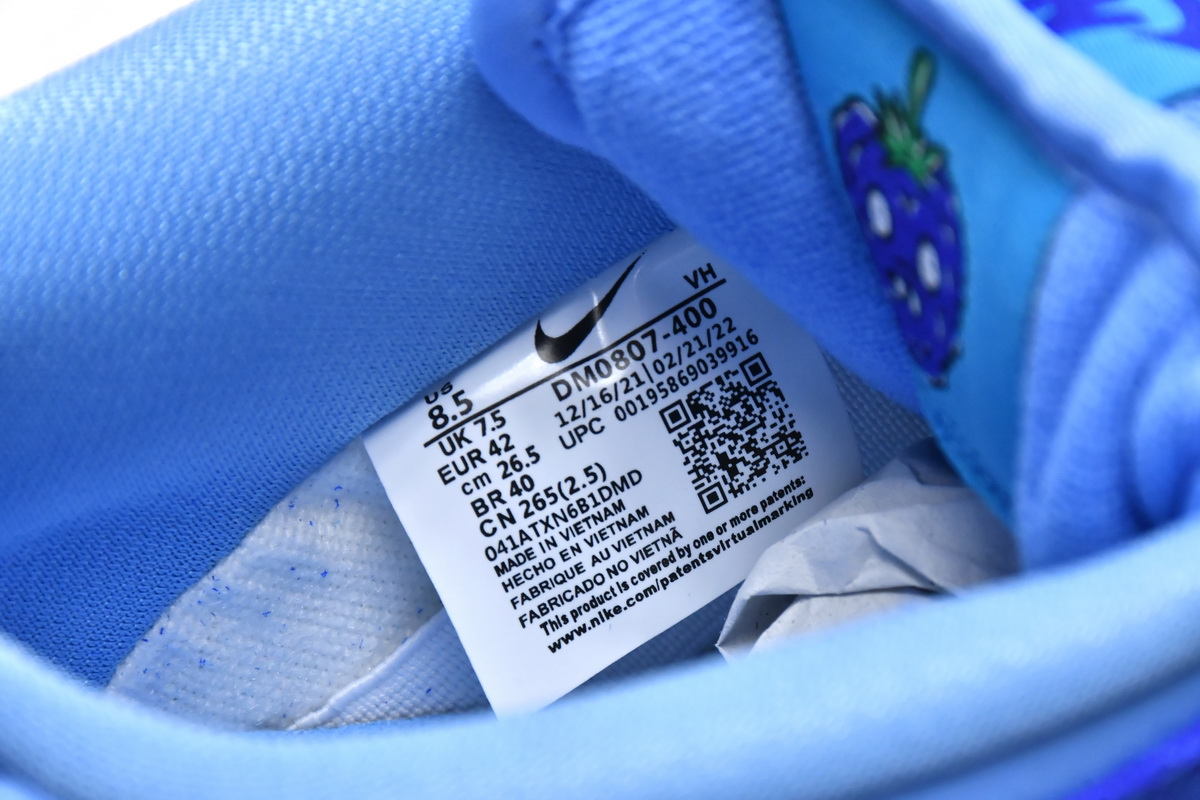 VH
US
8.5
DM0807-400
UK 7.5
12/16/21|02/21/22
EUR 42
UPC 00195869039916
cm 26.5
BR 40
CN 265(2.5)
041ATXN6B1DMD
MADE IN VIETNAM
HECHO EN VIETNAM
FABRIQUE AU VIETNAM
FABRICADO NO VIETNÃ
This product is covered by one or more patents:
www.nike.com/patentsvirtualmarking